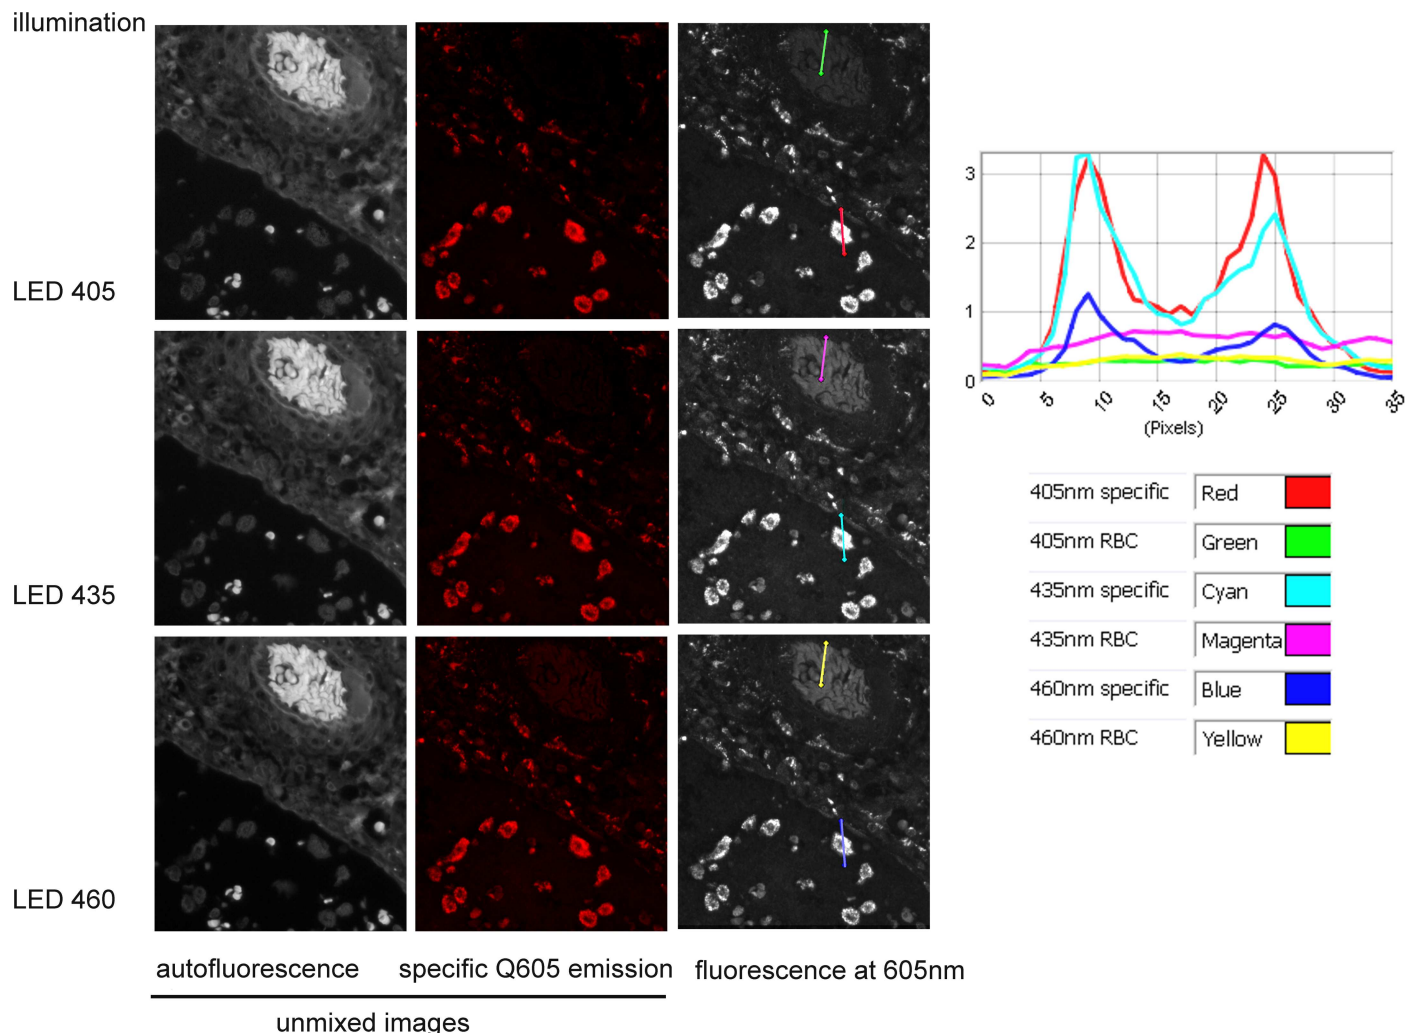 illumination
LED 405
LED 435
LED 460
autofluorescence specific Q605 emission fluorescence at 605nm
unmixed images
3
2
1
0
0 5 10 15 20 25 30 35
(Pixels)
405nm specific Red
405nm RBC Green
435nm specific Cyan
435nm RBC Magenta
460nm specific Blue
460nm RBC Yellow